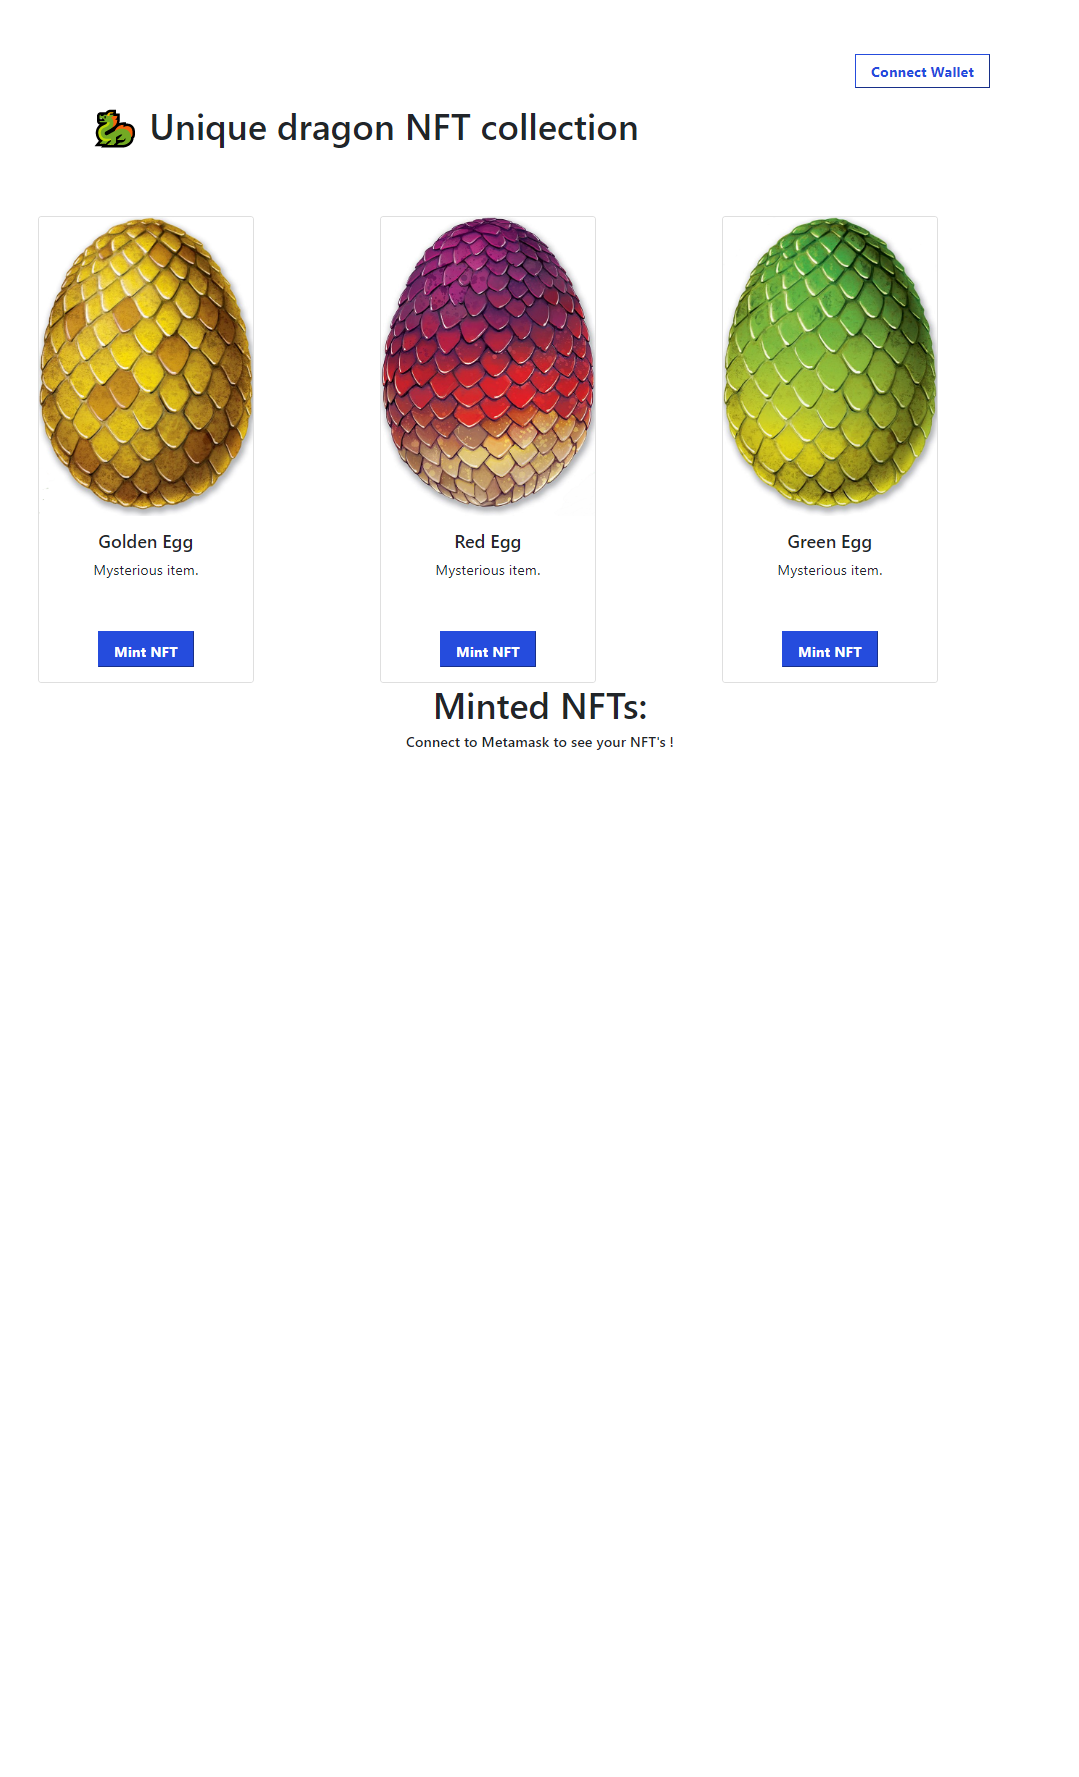 Connect Wallet
🐉 Unique dragon NFT collection
Golden Egg
Mysterious item.
Mint NFT
Red Egg
Mysterious item.
Mint NFT
Green Egg
Mysterious item.
Mint NFT
Minted NFTs:
Connect to Metamask to see your NFT's !